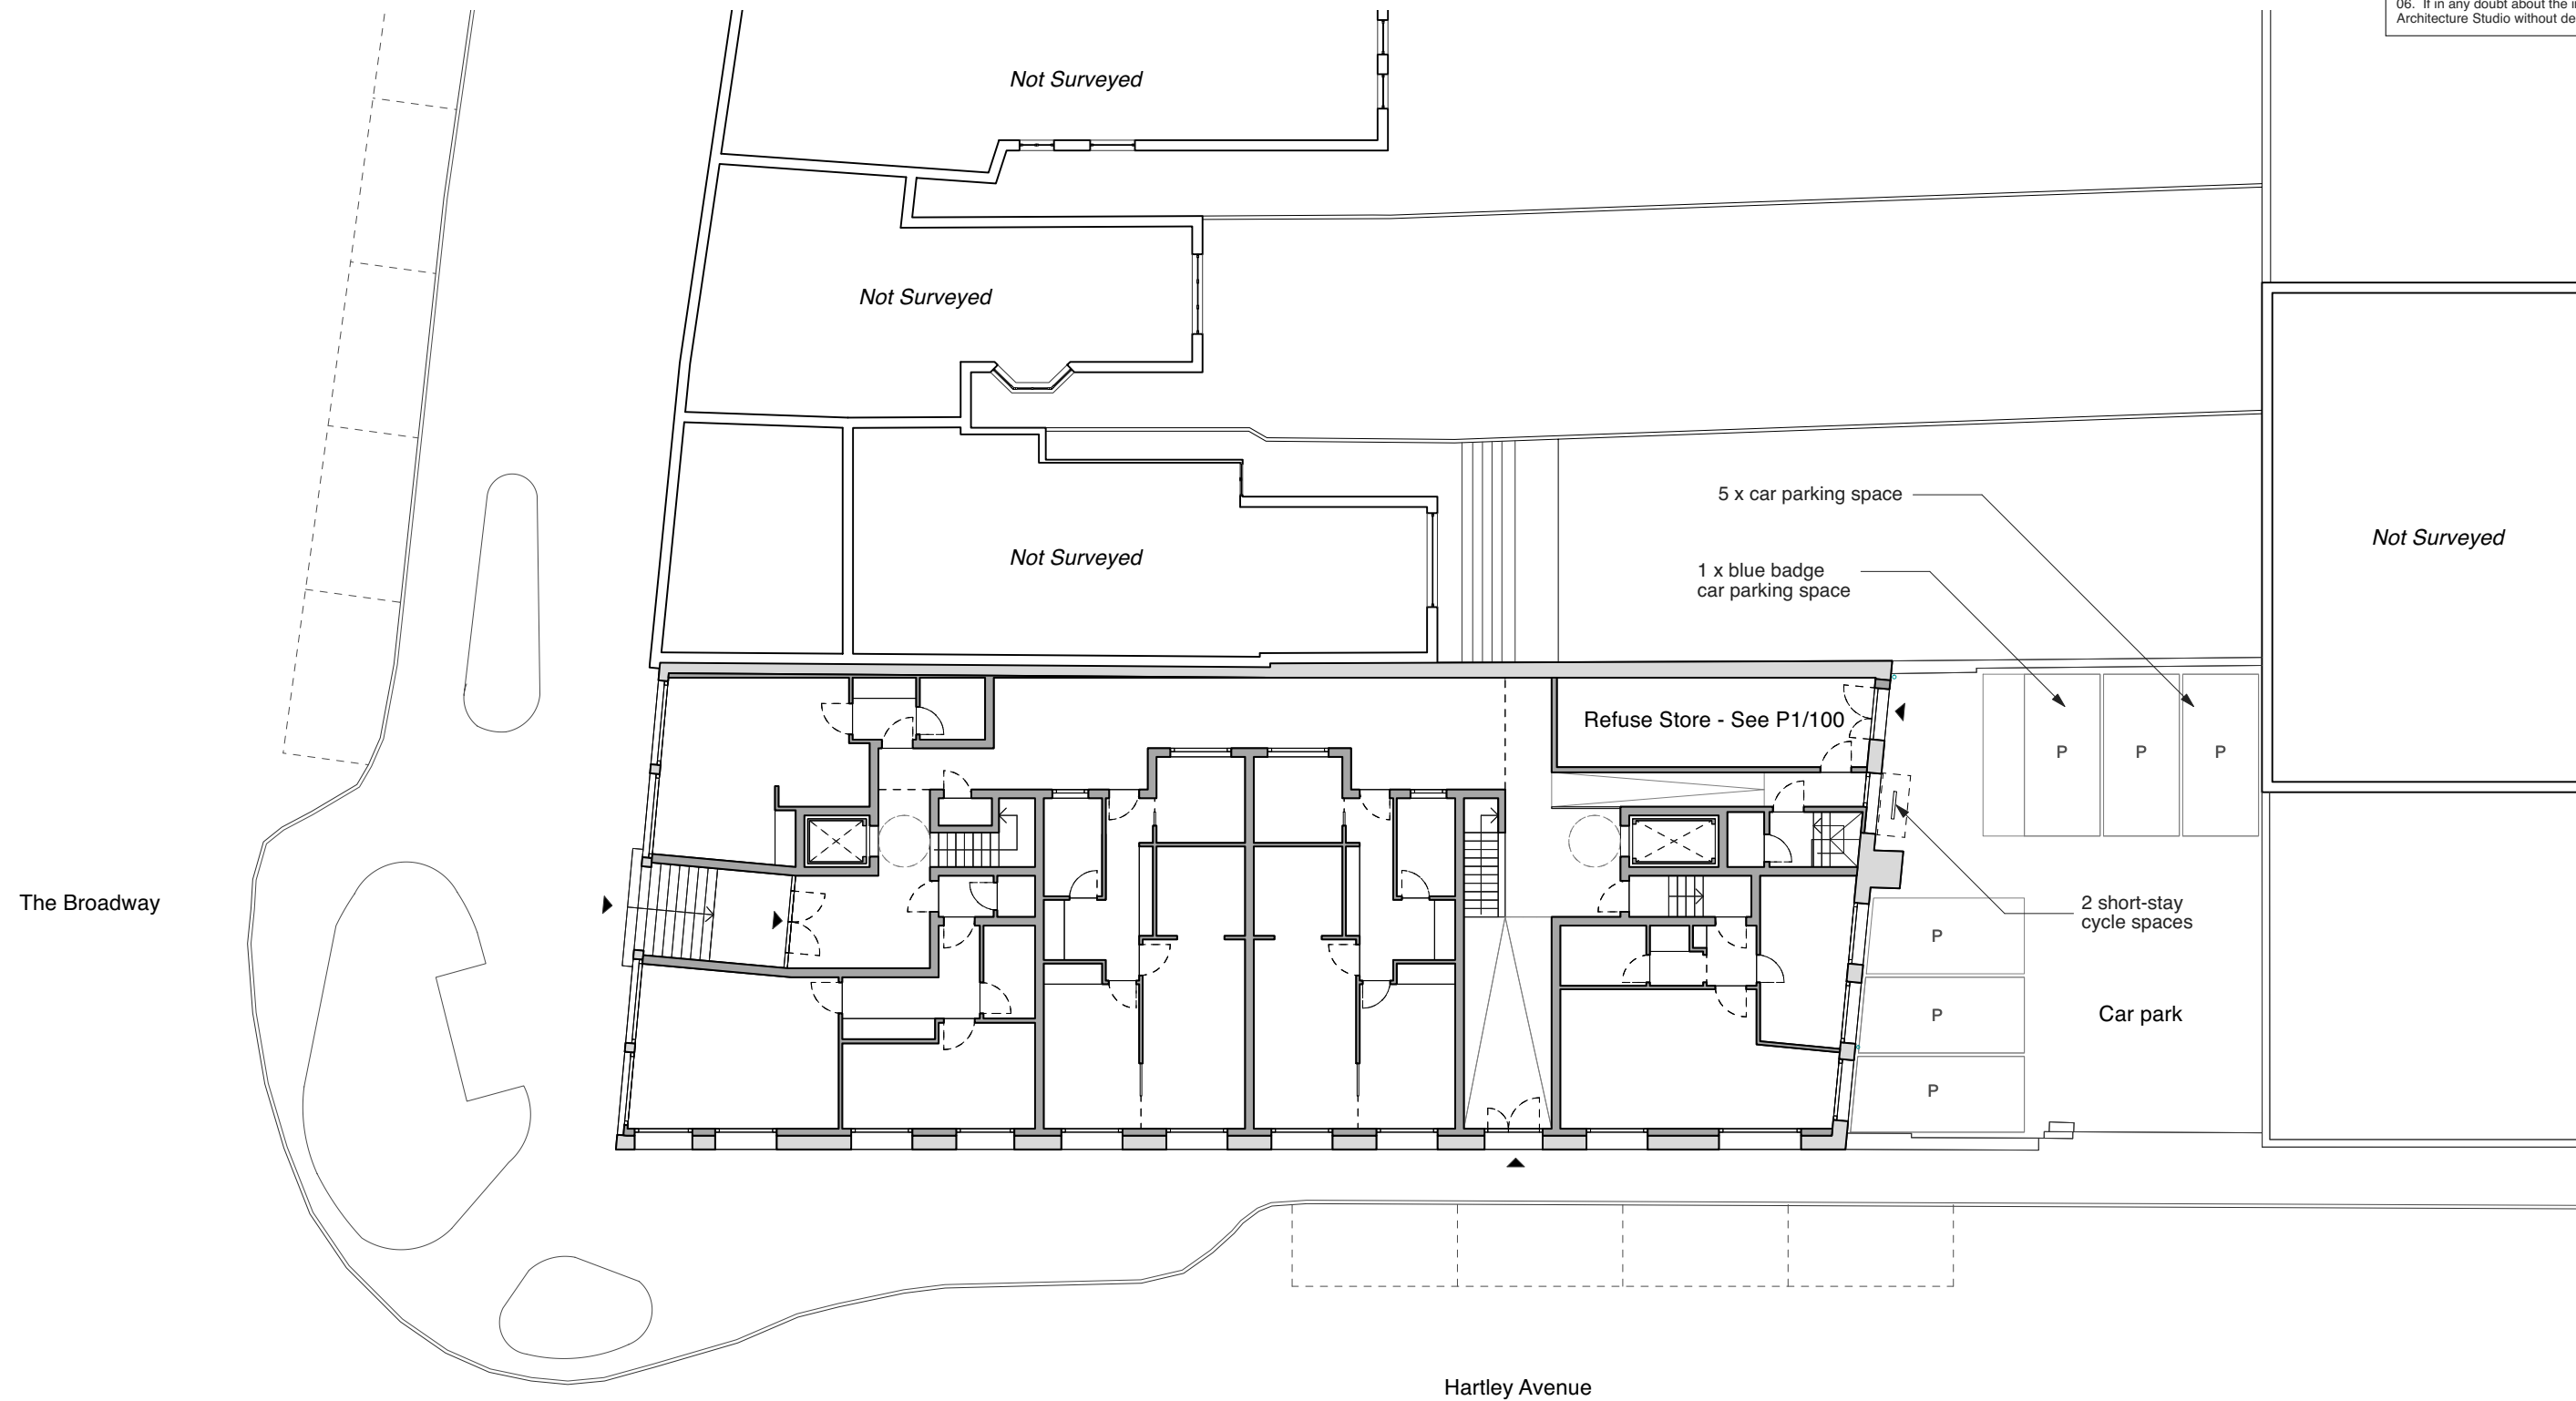 06. If in any doubt about the
Architecture Studio without
Not Surveyed
Not Surveyed
5 x car parking space
Not Surveyed
Not Surveyed
1 x blue badge
car parking space
Refuse Store - See P1/100
P
P
P
The Broadway
2 short-stay
cycle spaces
P
P
Car park
P
Hartley Avenue